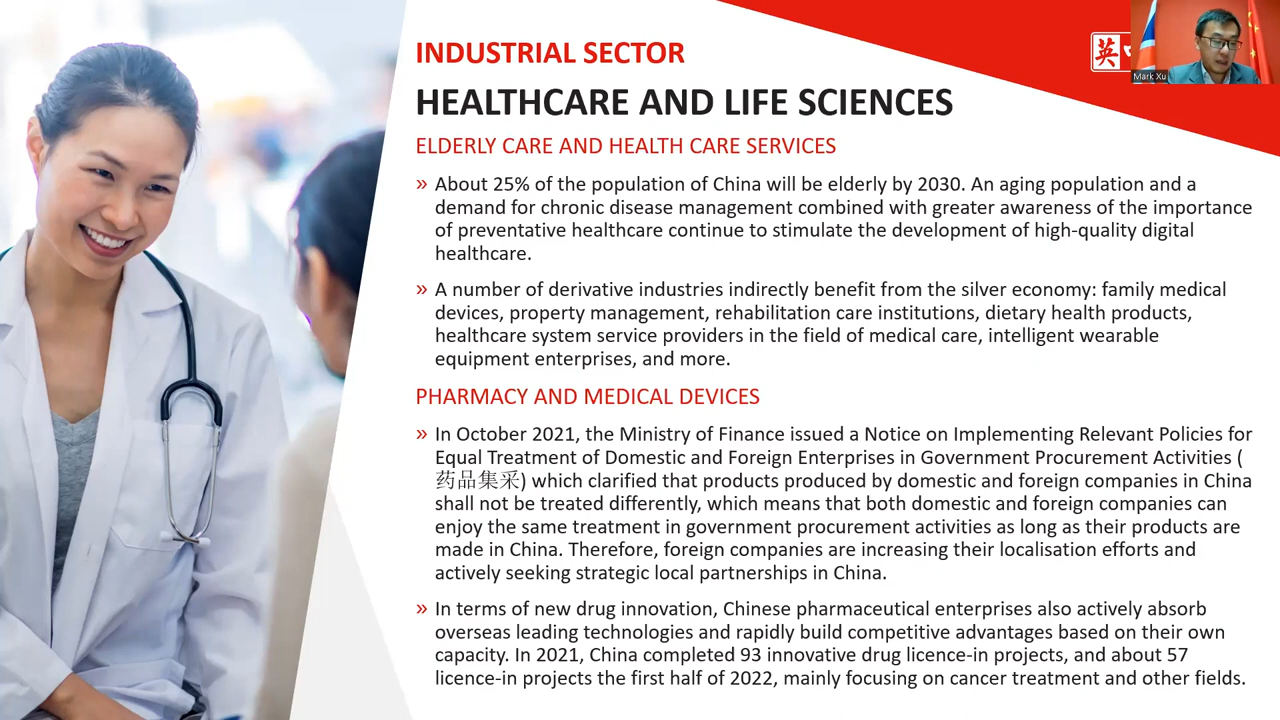 INDUSTRIAL SECTOR
英
Mark Xu
HEALTHCARE AND LIFE SCIENCES
ELDERLY CARE AND HEALTH CARE SERVICES
» About 25% of the population of China will be elderly by 2030. An aging population and a
demand for chronic disease management combined with greater awareness of the importance
of preventative healthcare continue to stimulate the development of high-quality digital
healthcare.
» A number of derivative industries indirectly benefit from the silver economy: family medical
devices, property management, rehabilitation care institutions, dietary health products,
healthcare system service providers in the field of medical care, intelligent wearable
equipment enterprises, and more.
PHARMACY AND MEDICAL DEVICES
» In October 2021, the Ministry of Finance issued a Notice on Implementing Relevant Policies for
Equal Treatment of Domestic and Foreign Enterprises in Government Procurement Activities (
药品集采) which clarified that products produced by domestic and foreign companies in China
shall not be treated differently, which means that both domestic and foreign companies can
enjoy the same treatment in government procurement activities as long as their products are
made in China. Therefore, foreign companies are increasing their localisation efforts and
actively seeking strategic local partnerships in China.
» In terms of new drug innovation, Chinese pharmaceutical enterprises also actively absorb
overseas leading technologies and rapidly build competitive advantages based on their own
capacity. In 2021, China completed 93 innovative drug licence-in projects, and about 57
licence-in projects the first half of 2022, mainly focusing on cancer treatment and other fields.